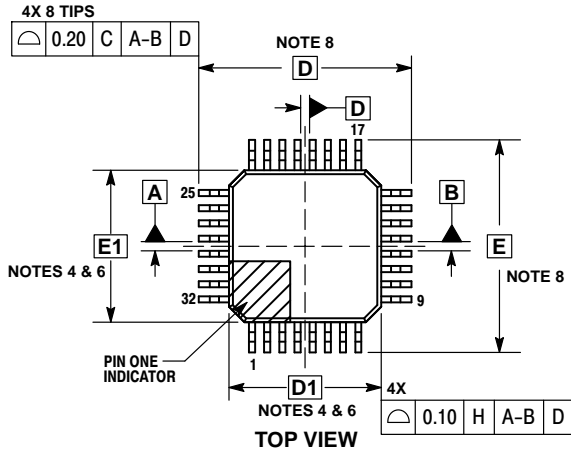 4X 8 TIPS
⌓ 0.20 C A-B D
NOTE 8
D
D
17
25
A
B
E1
E
NOTES 4 & 6
NOTE 8
32
9
PIN ONE
INDICATOR
1
D1
4X
NOTES 4 & 6
⌓ 0.10 H A-B D
TOP VIEW